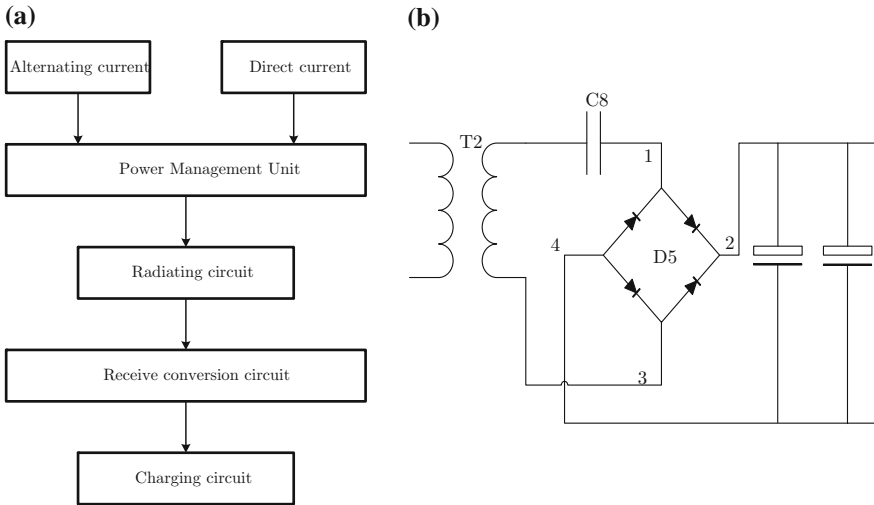 (a)
Alternating current
Direct current
Power Management Unit
Radiating circuit
Receive conversion circuit
Charging circuit
(b)
C8
T2
1
4
D5
2
3